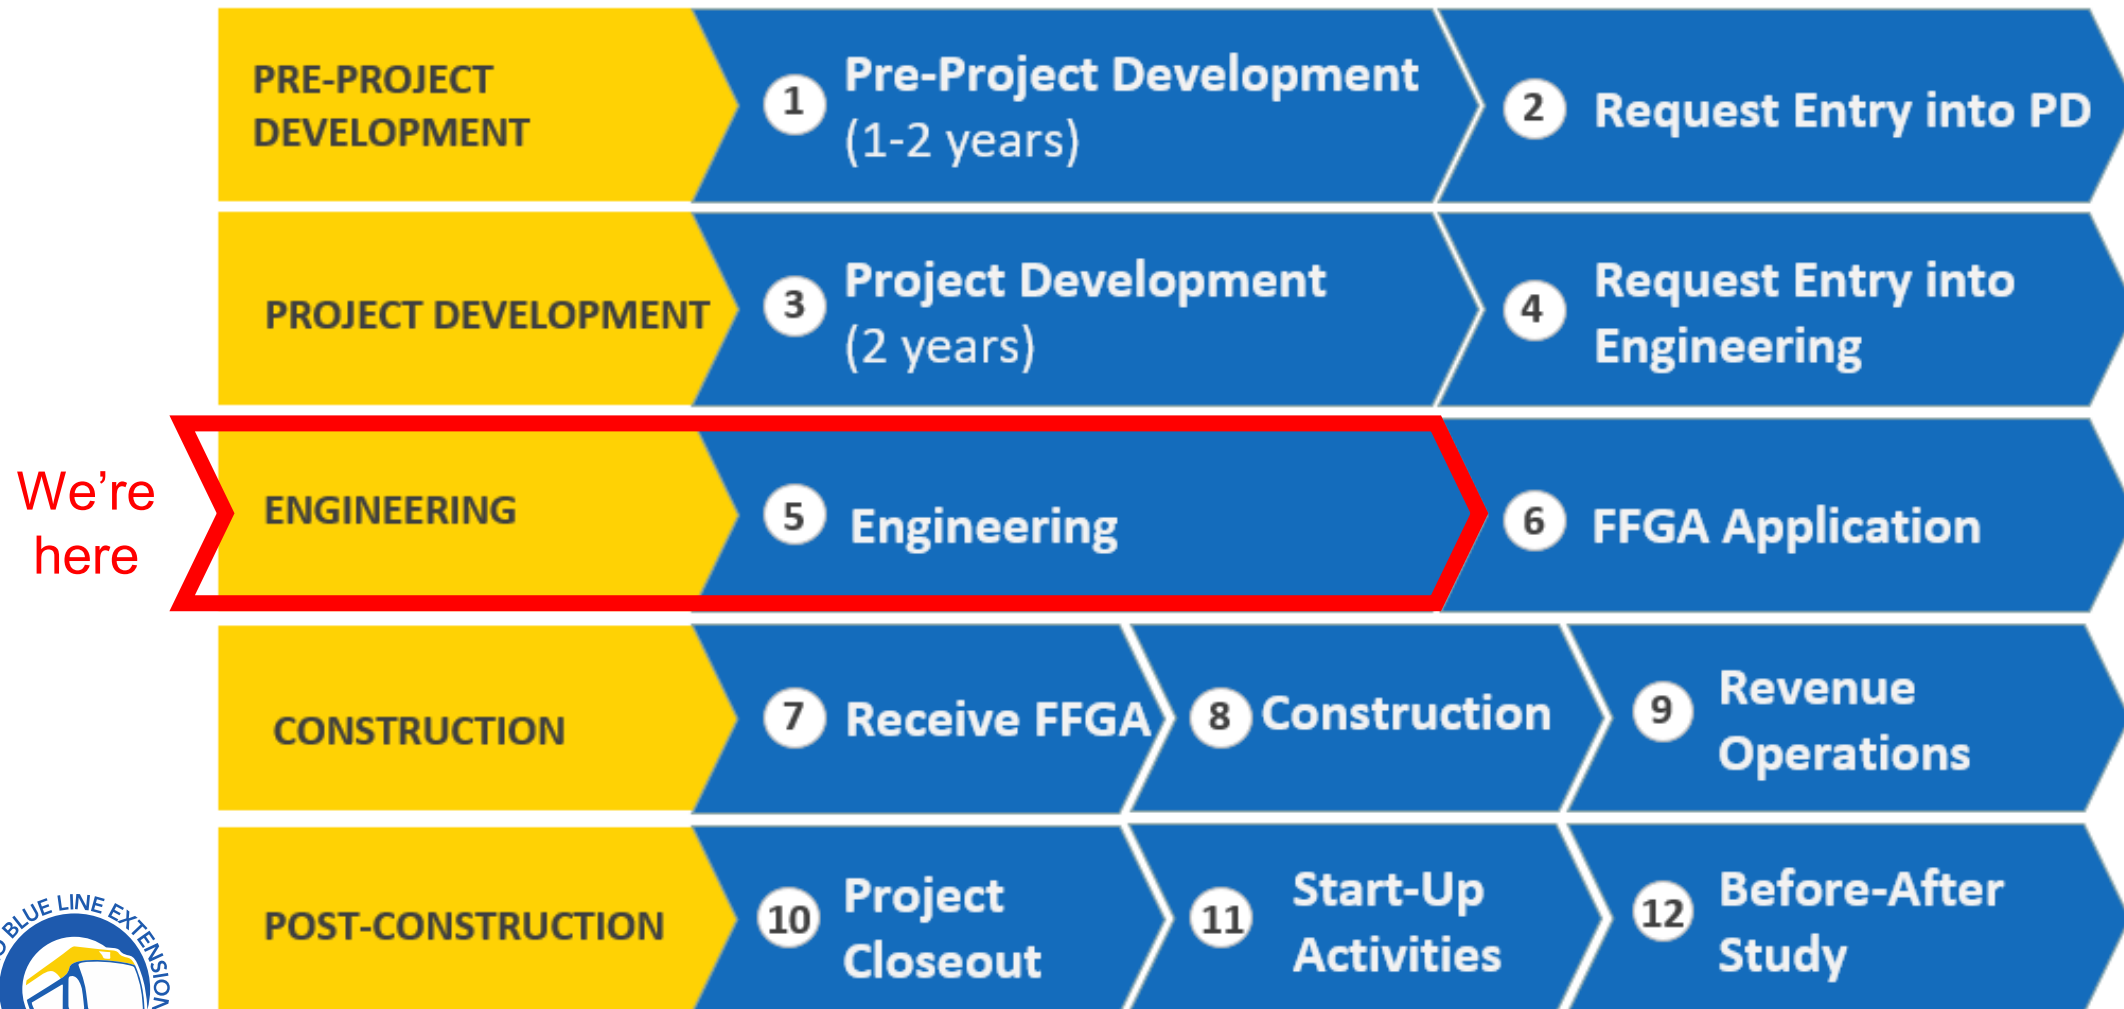 PRE-PROJECT
DEVELOPMENT
1
Pre-Project Development
(1-2 years)
2
Request Entry into PD
PROJECT DEVELOPMENT
3
Project Development
(2 years)
4
Request Entry into
Engineering
We’re
here
ENGINEERING
5
Engineering
6
FFGA Application
CONSTRUCTION
7
Receive FFGA
8
Construction
9
Revenue
Operations
POST-CONSTRUCTION
10
Project
Closeout
11
Start-Up
Activities
12
Before-After
Study
BLUE LINE EXTENSION